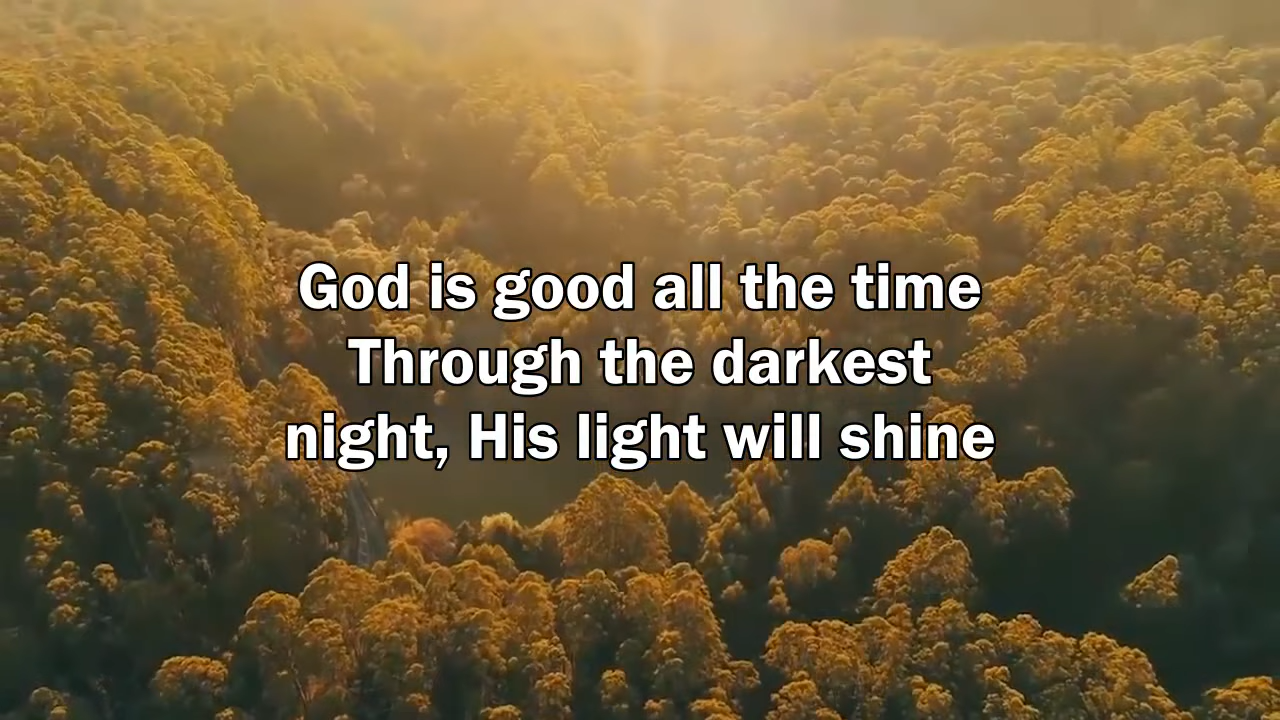 God is good all the time
Through the darkest
night, His light will shine